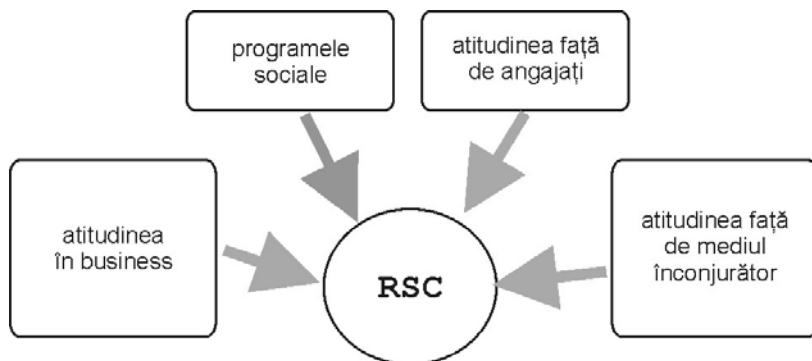 programele
sociale
atitudinea față
de angajați
atitudinea
în business
atitudinea față
de mediul
înconjurător
RSC